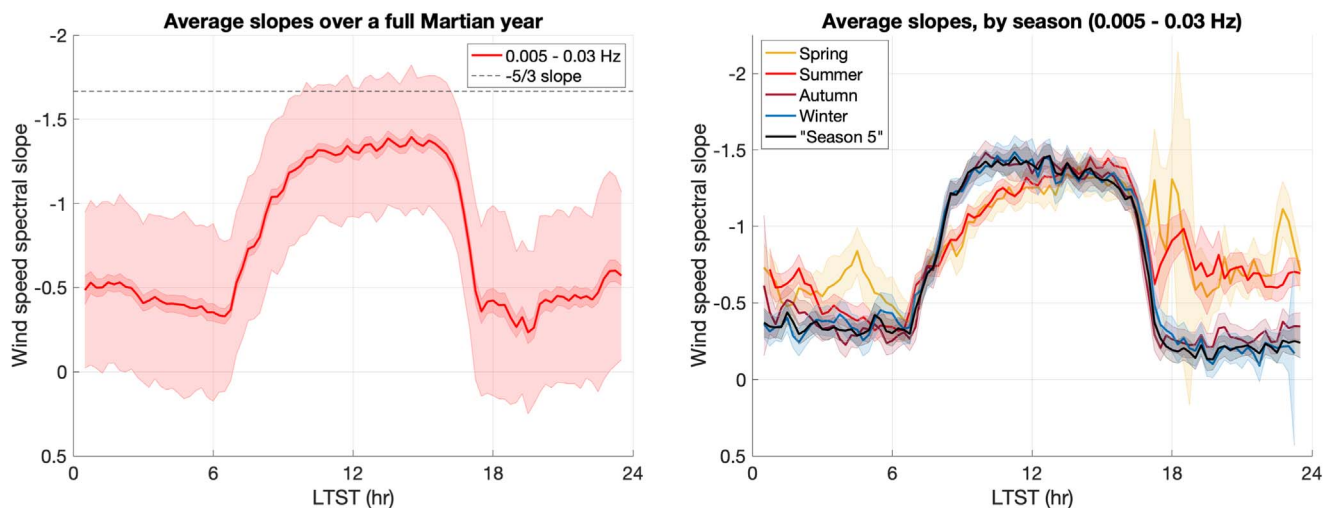 Average slopes over a full Martian year
-2
-1.5
-1
-0.5
0
0.5
0
6
12
18
24
Wind speed spectral slope
LTST (hr)
0.005 - 0.03 Hz
-5/3 slope
Average slopes, by season (0.005 - 0.03 Hz)
-2
-1.5
-1
-0.5
0
0.5
0
6
12
18
24
Wind speed spectral slope
LTST (hr)
Spring
Summer
Autumn
Winter
"Season 5"